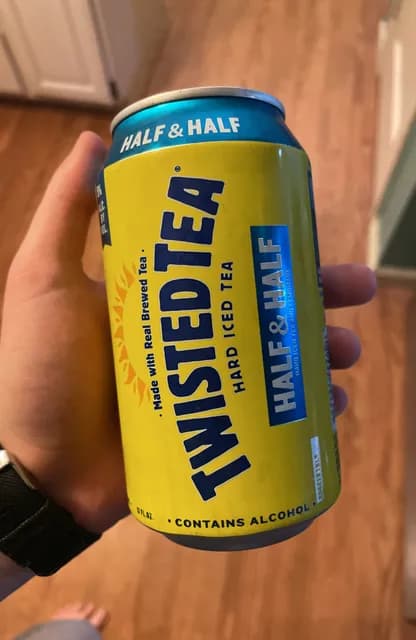 HALF & HALF
· Made with Real Brewed Tea ·
TWISTED TEA®
HARD ICED TEA
HALF & HALF
· CONTAINS ALCOHOL ·